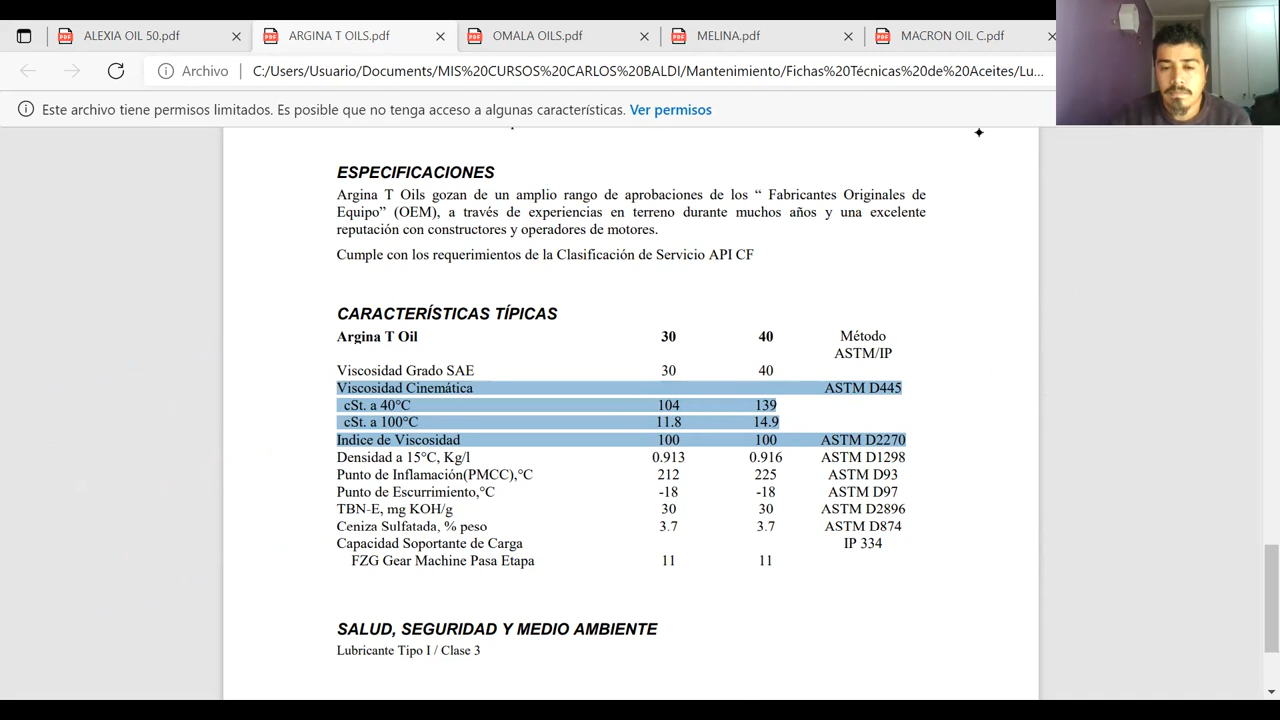 ALEXIA OIL 50.pdf
ARGINA T OILS.pdf
OMALA OILS.pdf
MELINA.pdf
MACRON OIL C.pdf
Archivo C:/Users/Usuario/Documents/MIS%20CURSOS%20CARLOS%20BALDI/Mantenimiento/Fichas%20Técnicas%20de%20Aceites/Lu...
Este archivo tiene permisos limitados. Es posible que no tenga acceso a algunas características. Ver permisos
ESPECIFICACIONES
Argina T Oils gozan de un amplio rango de aprobaciones de los “ Fabricantes Originales de
Equipo” (OEM), a través de experiencias en terreno durante muchos años y una excelente
reputación con constructores y operadores de motores.
Cumple con los requerimientos de la Clasificación de Servicio API CF
CARACTERÍSTICAS TÍPICAS
Argina T Oil 30 40 Método
ASTM/IP
Viscosidad Grado SAE 30 40
Viscosidad Cinemática ASTM D445
cSt. a 40°C 104 139
cSt. a 100°C 11.8 14.9
Indice de Viscosidad 100 100 ASTM D2270
Densidad a 15°C, Kg/l 0.913 0.916 ASTM D1298
Punto de Inflamación(PMCC),°C 212 225 ASTM D93
Punto de Escurrimiento,°C -18 -18 ASTM D97
TBN-E, mg KOH/g 30 30 ASTM D2896
Ceniza Sulfatada, % peso 3.7 3.7 ASTM D874
Capacidad Soportante de Carga IP 334
FZG Gear Machine Pasa Etapa 11 11
SALUD, SEGURIDAD Y MEDIO AMBIENTE
Lubricante Tipo I / Clase 3